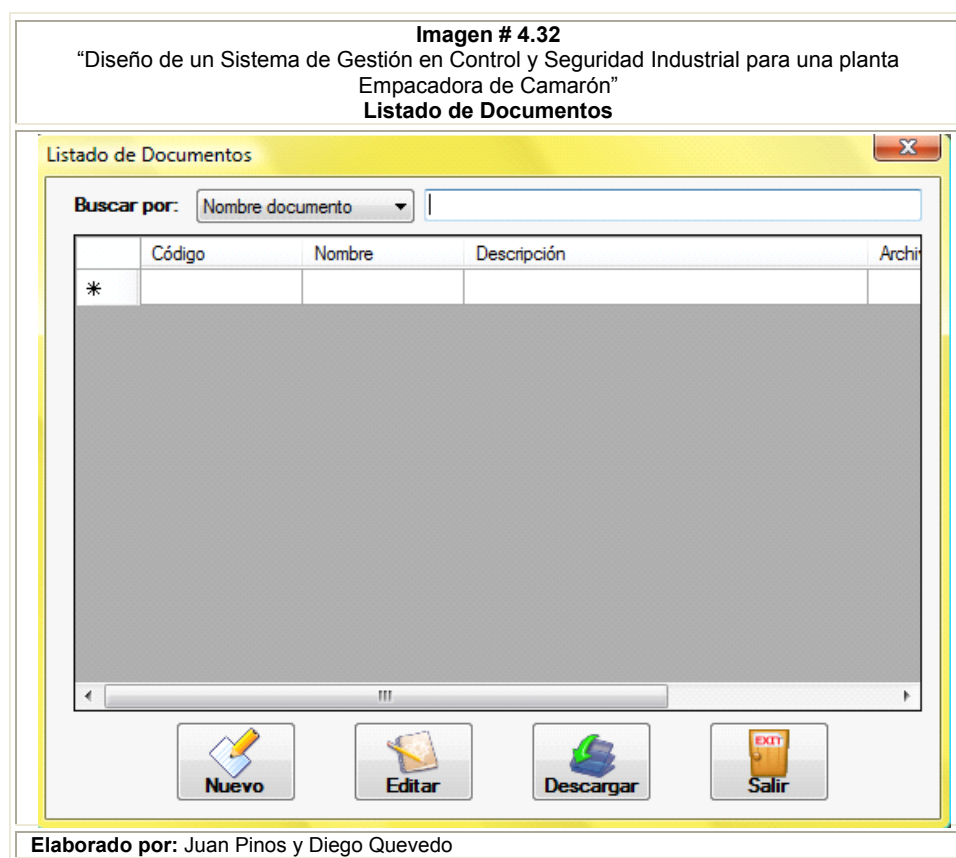 Imagen # 4.32
“Diseño de un Sistema de Gestión en Control y Seguridad Industrial para una planta
Empacadora de Camarón”
Listado de Documentos
Listado de Documentos
Buscar por: Nombre documento
Código Nombre Descripción Archi
Nuevo Editar Descargar EXIT Salir
Elaborado por: Juan Pinos y Diego Quevedo